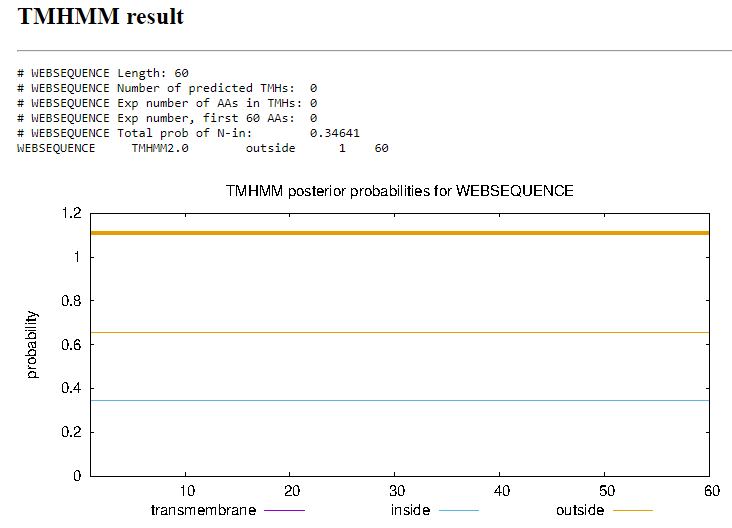 TMHMM result
# WEBSEQUENCE Length: 60
# WEBSEQUENCE Number of predicted TMHs:  0
# WEBSEQUENCE Exp number of AAs in TMHs: 0
# WEBSEQUENCE Exp number, first 60 AAs:  0
# WEBSEQUENCE Total prob of N-in:        0.34641
WEBSEQUENCE     TMHMM2.0        outside      1    60
TMHMM posterior probabilities for WEBSEQUENCE
1.2
1
0.8
0.6
0.4
0.2
0
probability
10 20 30 40 50 60
transmembrane inside outside